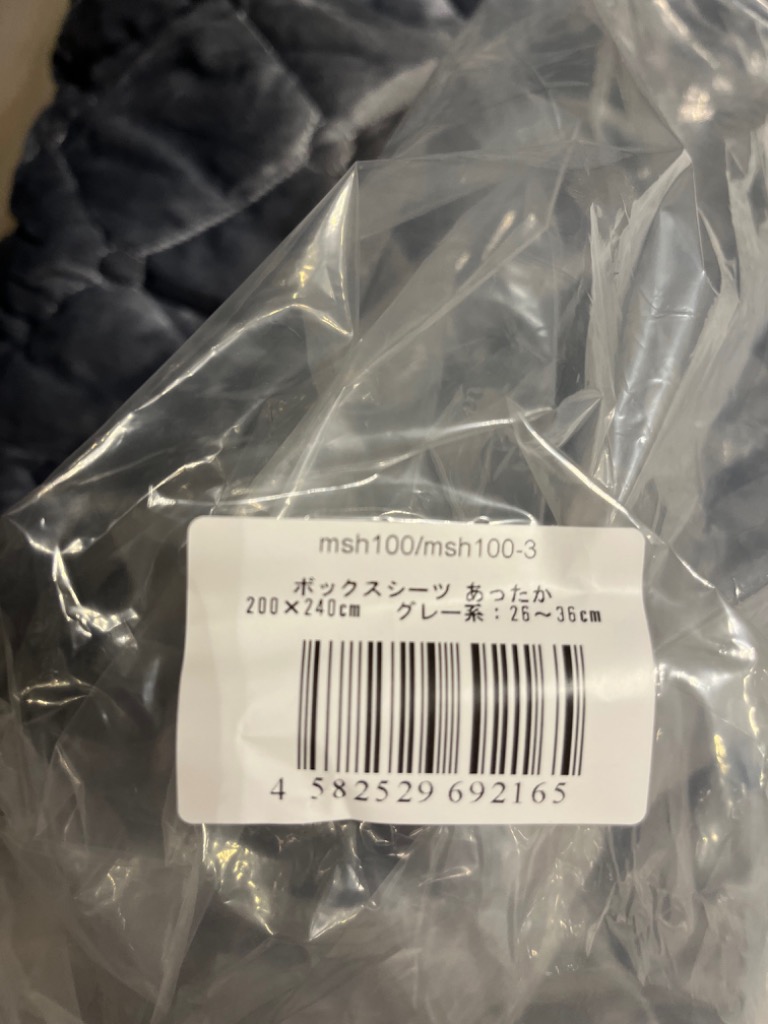 msh100/msh100-3
ボックスシーツ あったか
200×240cm グレー系：26～36cm
4 582529 692165